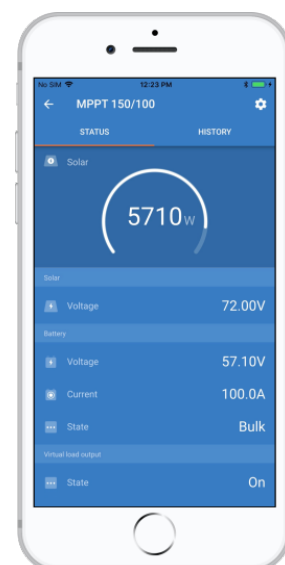 No SIM 12:23 PM
MPPT 150/100
STATUS HISTORY
Solar
5710W
Solar
Voltage 72.00V
Battery
Voltage 57.10V
Current 100.0A
State Bulk
Virtual load output
State On